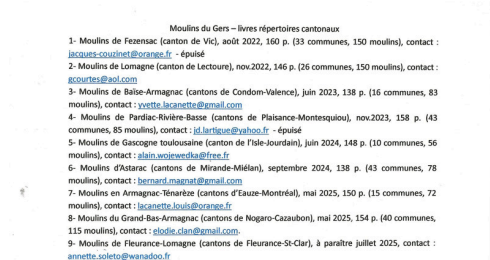 Moulins du Gers – livres répertoires cantonaux
1- Moulins de Fezensac (canton de Vic), août 2022, 160 p. (33 communes, 150 moulins), contact :
jacques-couzinet@orange.fr - épuisé
2- Moulins de Lomagne (canton de Lectoure), nov.2022, 146 p. (26 communes, 150 moulins), contact :
gcourtes@aol.com
3- Moulins de Baïse-Armagnac (cantons de Condom-Valence), juin 2023, 138 p. (16 communes, 83
moulins), contact : yvette.lacanette@gmail.com
4- Moulins de Pardiac-Rivière-Basse (cantons de Plaisance-Montesquiou), nov.2023, 158 p. (43
communes, 85 moulins), contact : jd.lartigue@yahoo.fr - épuisé
5- Moulins de Gascogne toulousaine (canton de l'Isle-Jourdain), juin 2024, 148 p. (10 communes, 56
moulins), contact : alain.wojewedka@free.fr
6- Moulins d'Astarac (cantons de Mirande-Miélan), septembre 2024, 138 p. (43 communes, 78
moulins), contact : bernard.magnat@gmail.com
7- Moulins en Armagnac-Ténarèze (cantons d'Eauze-Montréal), mai 2025, 150 p. (15 communes, 72
moulins), contact : lacanette.louis@orange.fr
8- Moulins du Grand-Bas-Armagnac (cantons de Nogaro-Cazaubon), mai 2025, 154 p. (40 communes,
115 moulins), contact : elodie.clan@gmail.com.
9- Moulins de Fleurance-Lomagne (cantons de Fleurance-St-Clar), à paraître juillet 2025, contact :
annette.soleto@wanadoo.fr